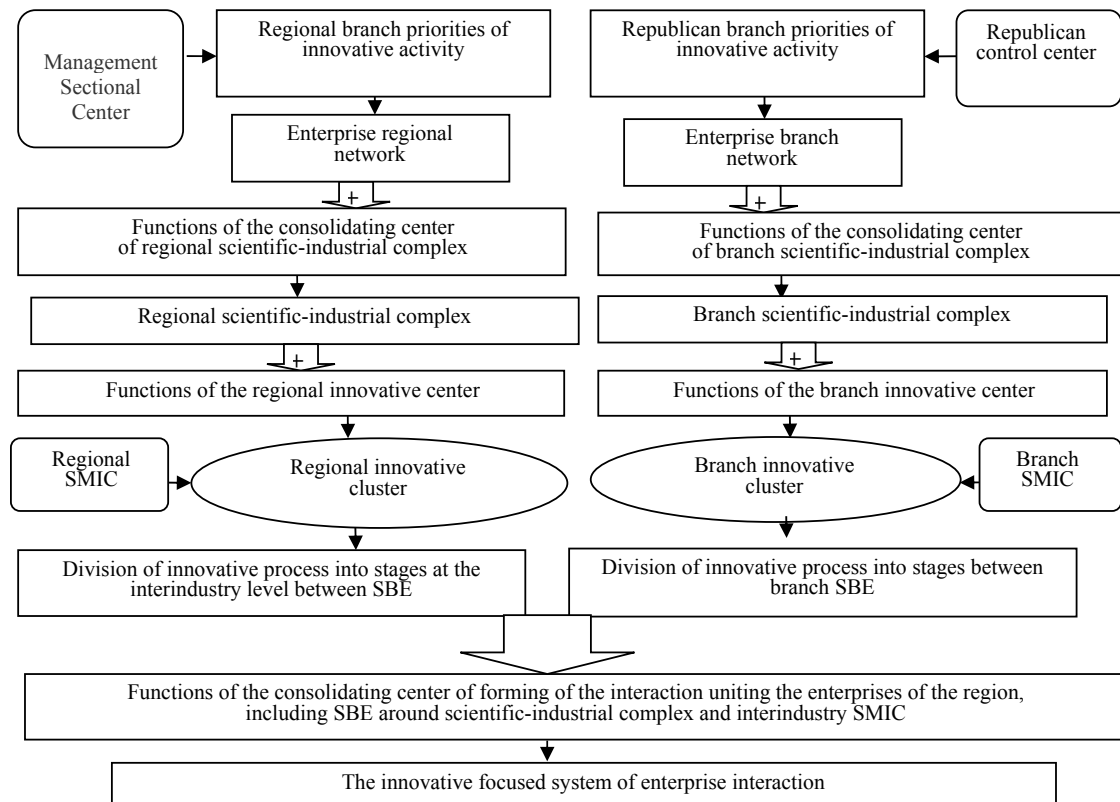 Management
Sectional
Center
Regional branch priorities of
innovative activity
Republican branch priorities of
innovative activity
Republican
control center
Enterprise regional
network
Enterprise branch
network
+
+
Functions of the consolidating center
of regional scientific-industrial complex
Functions of the consolidating center
of branch scientific-industrial complex
Regional scientific-industrial complex
Branch scientific-industrial complex
+
+
Functions of the regional innovative center
Functions of the branch innovative center
Regional
SMIC
Regional innovative
cluster
Branch innovative
cluster
Branch
SMIC
Division of innovative process into stages at the
interindustry level between SBE
Division of innovative process into stages between
branch SBE
Functions of the consolidating center of forming of the interaction uniting the enterprises of the region,
including SBE around scientific-industrial complex and interindustry SMIC
The innovative focused system of enterprise interaction